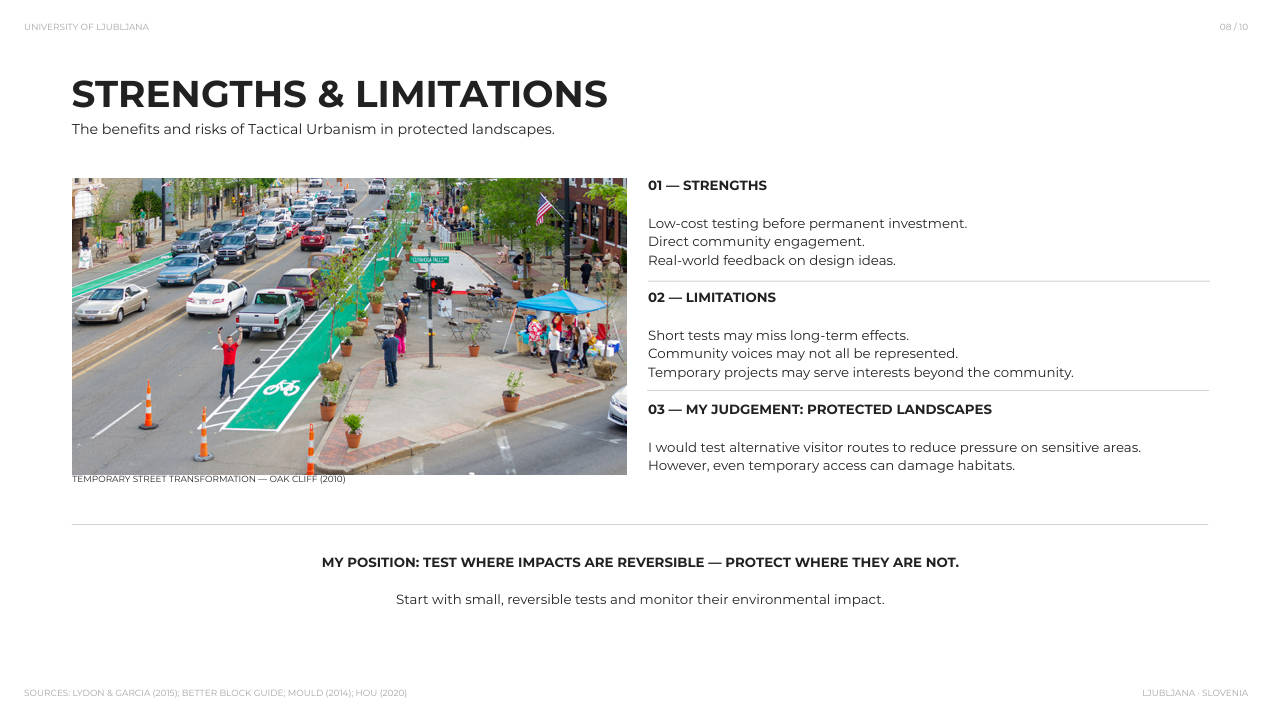 UNIVERSITY OF LJUBLJANA
08 / 10
STRENGTHS & LIMITATIONS
The benefits and risks of Tactical Urbanism in protected landscapes.
TEMPORARY STREET TRANSFORMATION — OAK CLIFF (2010)
01 — STRENGTHS
Low-cost testing before permanent investment.
Direct community engagement.
Real-world feedback on design ideas.
02 — LIMITATIONS
Short tests may miss long-term effects.
Community voices may not all be represented.
Temporary projects may serve interests beyond the community.
03 — MY JUDGEMENT: PROTECTED LANDSCAPES
I would test alternative visitor routes to reduce pressure on sensitive areas.
However, even temporary access can damage habitats.
MY POSITION: TEST WHERE IMPACTS ARE REVERSIBLE — PROTECT WHERE THEY ARE NOT.
Start with small, reversible tests and monitor their environmental impact.
SOURCES: LYDON & GARCIA (2015); BETTER BLOCK GUIDE; MOULD (2014); HOU (2020)
LJUBLJANA · SLOVENIA